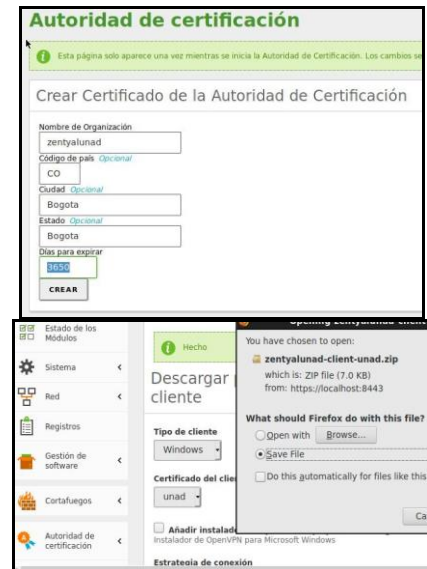 Autoridad de certificación
Esta página solo aparece una vez mientras se inicia la Autoridad de Certificación. Los cambios se
Crear Certificado de la Autoridad de Certificación
Nombre de Organización
zentyalunad
Código de país Opcional
CO
Ciudad Opcional
Bogota
Estado Opcional
Bogota
Días para expirar
3650
CREAR
Estado de los
Módulos
Sistema
Red
Registros
Gestión de
software
Cortafuegos
Autoridad de
certificación
Hecho
Descargar
cliente
Tipo de cliente
Windows
Certificado del clie
unad
Añadir instalad
instalador de OpenVPN para Microsoft Windows
Estrategia de conexión
Opening zentyalunad-client
You have chosen to open:
zentyalunad-client-unad.zip
which is: ZIP file (7.0 KB)
from: https://localhost:8443
What should Firefox do with this file?
Open with Browse...
Save File
Do this automatically for files like this
Ca